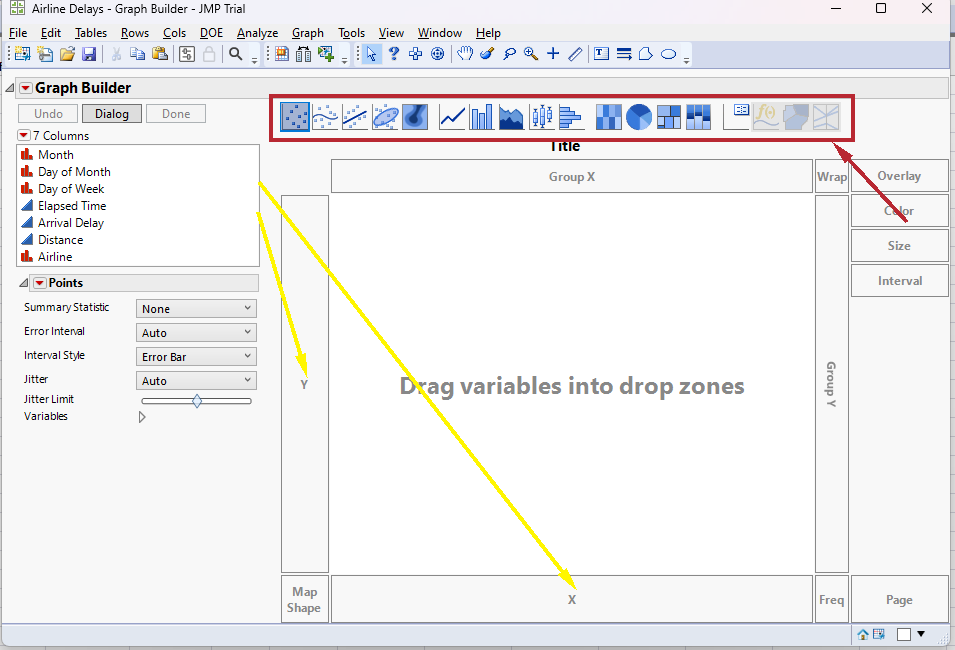 Airline Delays - Graph Builder - JMP Trial
File Edit Tables Rows Cols DOE Analyze Graph Tools View Window Help
Graph Builder
Undo Dialog Done
7 Columns
Month
Day of Month
Day of Week
Elapsed Time
Arrival Delay
Distance
Airline
Points
Summary Statistic None
Error Interval Auto
Interval Style Error Bar
Jitter Auto
Jitter Limit
Variables
Title
Group X
Wrap
Overlay
Color
Size
Interval
Y
Drag variables into drop zones
Group Y
Map
Shape
X
Freq
Page